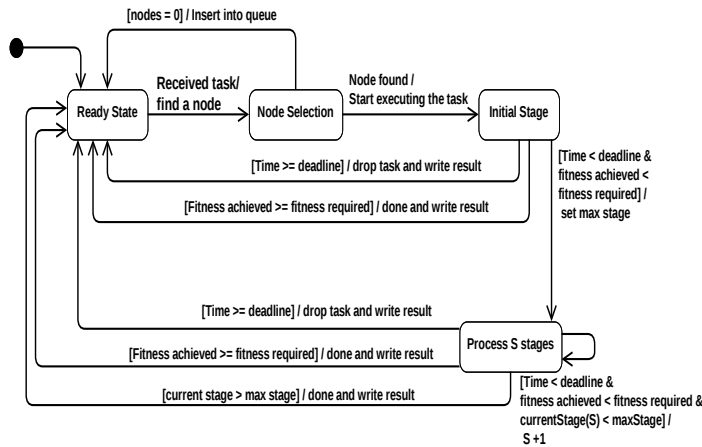 [nodes = 0] / Insert into queue
Received task/
find a node
Node found /
Start executing the task
Ready State
Node Selection
Initial Stage
[Time >= deadline] / drop task and write result
[Time < deadline &
fitness achieved <
fitness required] /
set max stage
[Fitness achieved >= fitness required] / done and write result
[Time >= deadline] / drop task and write result
Process S stages
[Fitness achieved >= fitness required] / done and write result
[current stage > max stage] / done and write result
[Time < deadline &
fitness achieved < fitness required &
currentStage(S) < maxStage] /
S +1